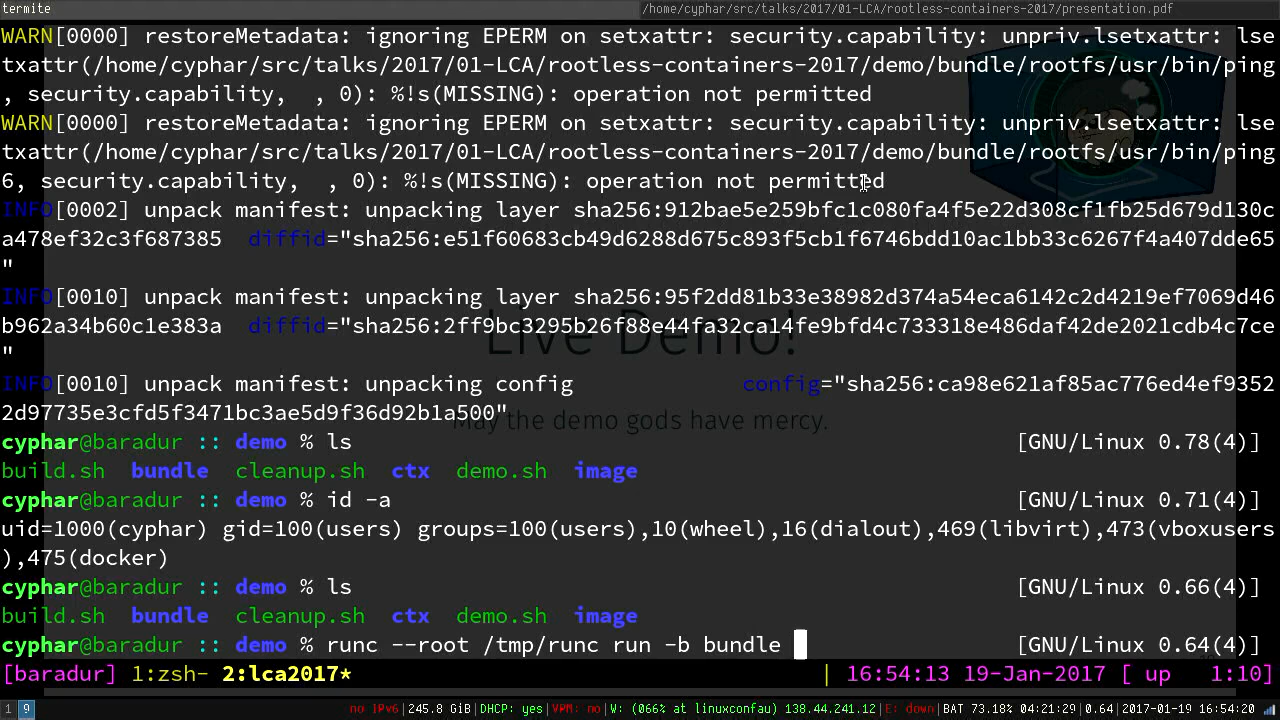 termite /home/cyphar/src/talks/2017/01-LCA/rootless-containers-2017/presentation.pdf
WARN[0000] restoreMetadata: ignoring EPERM on setxattr: security.capability: unpriv.lsetxattr: lse
txattr(/home/cyphar/src/talks/2017/01-LCA/rootless-containers-2017/demo/bundle/rootfs/usr/bin/ping
, security.capability,  , 0): %!s(MISSING): operation not permitted
WARN[0000] restoreMetadata: ignoring EPERM on setxattr: security.capability: unpriv.lsetxattr: lse
txattr(/home/cyphar/src/talks/2017/01-LCA/rootless-containers-2017/demo/bundle/rootfs/usr/bin/ping
6, security.capability,  , 0): %!s(MISSING): operation not permitted
INFO[0002] unpack manifest: unpacking layer sha256:912bae5e259bfc1c080fa4f5e22d308cf1fb25d679d130c
a478ef32c3f687385  diffid="sha256:e51f60683cb49d6288d675c893f5cb1f6746bdd10ac1bb33c6267f4a407dde65
"
INFO[0010] unpack manifest: unpacking layer sha256:95f2dd81b33e38982d374a54eca6142c2d4219ef7069d46
b962a34b60c1e383a  diffid="sha256:2ff9bc3295b26f88e44fa32ca14fe9bfd4c733318e486daf42de2021cdb4c7ce
"
Live Demo!
INFO[0010] unpack manifest: unpacking config             config="sha256:ca98e621af85ac776ed4ef9352
2d97735e3cfd5f3471bc3ae5d9f36d92b1a500"
May the demo gods have mercy.
cyphar@baradur :: demo % ls [GNU/Linux 0.78(4)]
build.sh  bundle  cleanup.sh  ctx  demo.sh  image
cyphar@baradur :: demo % id -a [GNU/Linux 0.71(4)]
uid=1000(cyphar) gid=100(users) groups=100(users),10(wheel),16(dialout),469(libvirt),473(vboxusers
),475(docker)
cyphar@baradur :: demo % ls [GNU/Linux 0.66(4)]
build.sh  bundle  cleanup.sh  ctx  demo.sh  image
cyphar@baradur :: demo % runc --root /tmp/runc run -b bundle [GNU/Linux 0.64(4)]
[baradur] 1:zsh- 2:lca2017* | 16:54:13 19-Jan-2017 [ up   1:10]
1 9 no IPv6|245.8 GiB|DHCP: yes|VPN: no|W: (066% at linuxconfau) 138.44.241.12|E: down|BAT 73.18% 4:21:29|0.64|2017-01-19 16:54:20